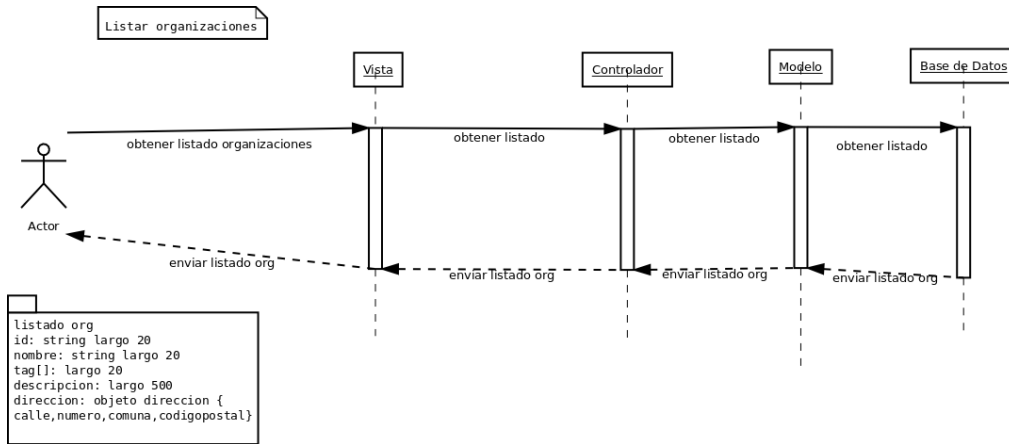 Listar organizaciones
Vista
Controlador
Modelo
Base de Datos
obtener listado organizaciones
obtener listado
obtener listado
obtener listado
Actor
enviar listado org
enviar listado org
enviar listado org
enviar listado org
listado org
id: string largo 20
nombre: string largo 20
tag[]: largo 20
descripcion: largo 500
direccion: objeto direccion {
calle,numero,comuna,codigopostal}